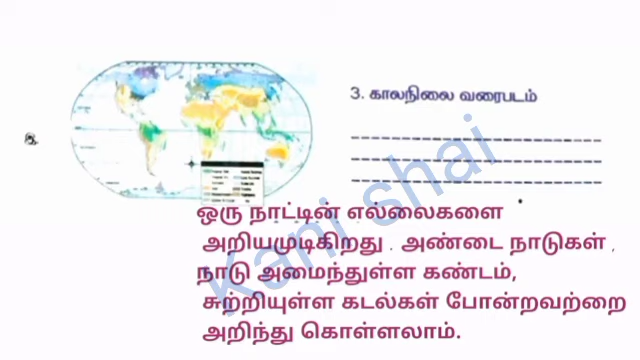 இ.
3. காலநிலை வரைபடம்
ஒரு நாட்டின் எல்லைகளை
அறியமுடிகிறது . அண்டை நாடுகள் ,
நாடு அமைந்துள்ள கண்டம்,
சுற்றியுள்ள கடல்கள் போன்றவற்றை
அறிந்து கொள்ளலாம்.
Kani shai